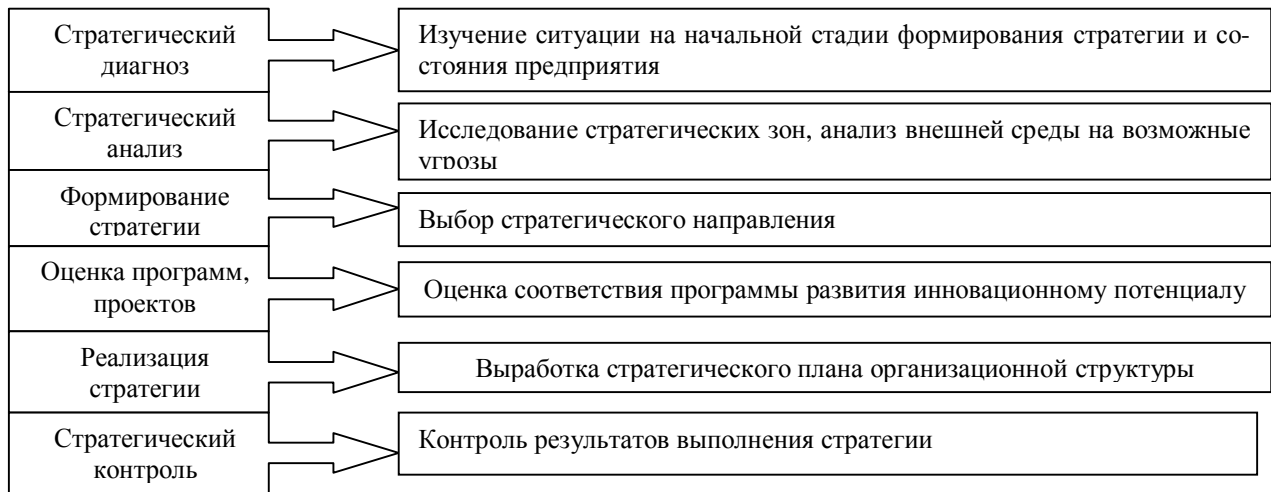 Стратегический
диагноз
Изучение ситуации на начальной стадии формирования стратегии и со-
стояния предприятия
Стратегический
анализ
Исследование стратегических зон, анализ внешней среды на возможные
угрозы
Формирование
стратегии
Выбор стратегического направления
Оценка программ,
проектов
Оценка соответствия программы развития инновационному потенциалу
Реализация
стратегии
Выработка стратегического плана организационной структуры
Стратегический
контроль
Контроль результатов выполнения стратегии